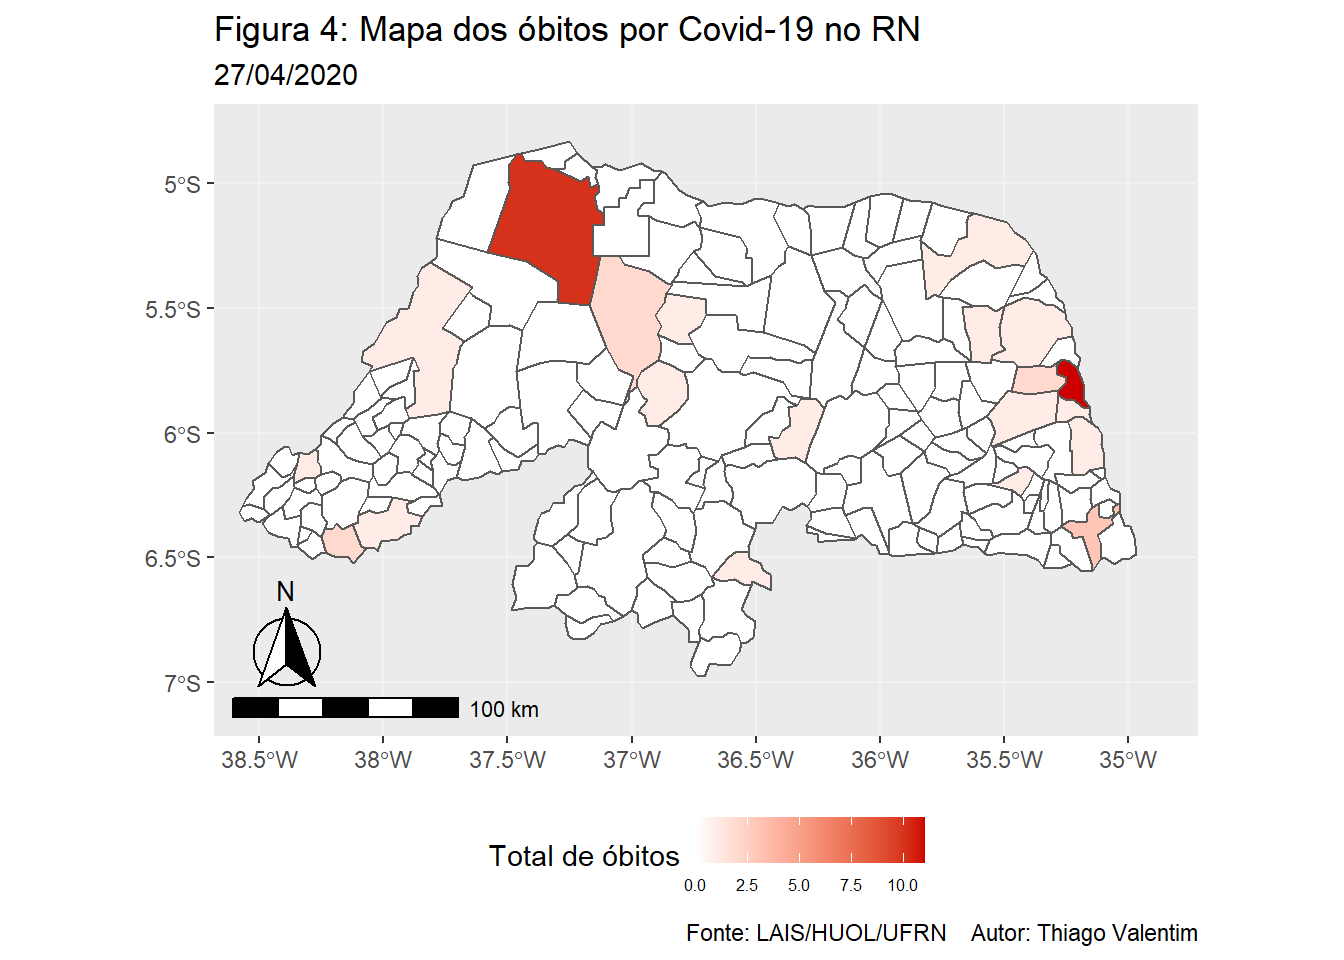 Figura 4: Mapa dos óbitos por Covid-19 no RN
27/04/2020
5°S
5.5°S
6°S
6.5°S
7°S
N
100 km
38.5°W 38°W 37.5°W 37°W 36.5°W 36°W 35.5°W 35°W
Total de óbitos
0.0 2.5 5.0 7.5 10.0
Fonte: LAIS/HUOL/UFRN Autor: Thiago Valentim